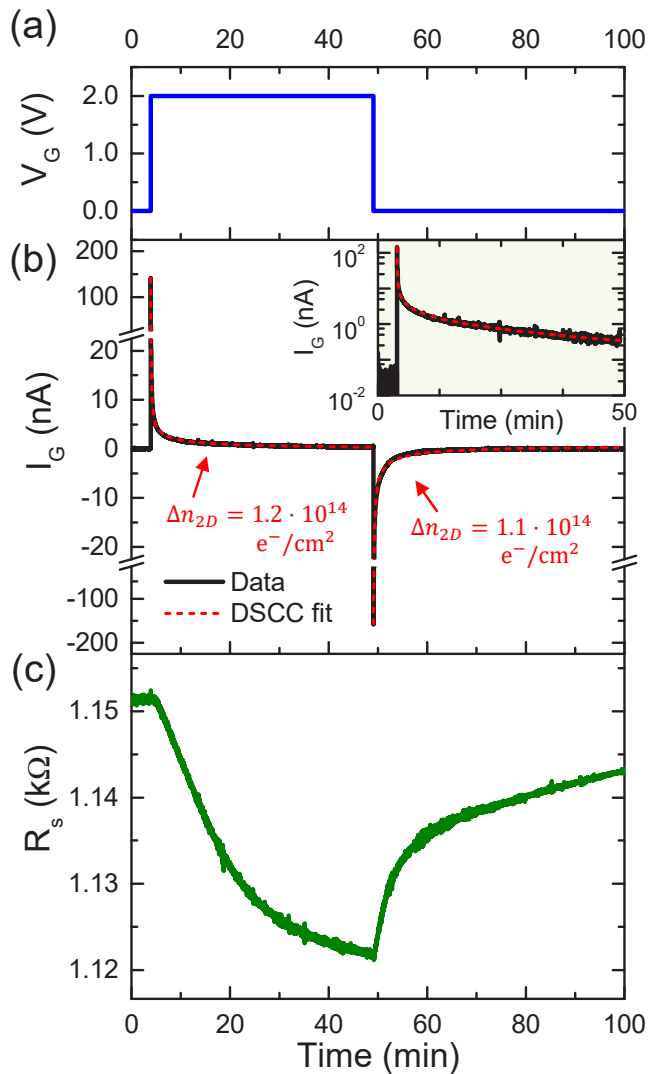 (a)
0 20 40 60 80 100
2.0
1.0
0.0
V_G (V)
(b)
200
150
100
20
10
0
-10
-20
-100
-150
-200
I_G (nA)
10^2
10^0
10^-2
I_G (nA)
0 50
Time (min)
Δn_2D = 1.2 · 10^14
e^−/cm^2
Δn_2D = 1.1 · 10^14
e^−/cm^2
Data
DSCC fit
(c)
1.15
1.14
1.13
1.12
R_s (kΩ)
0 20 40 60 80 100
Time (min)